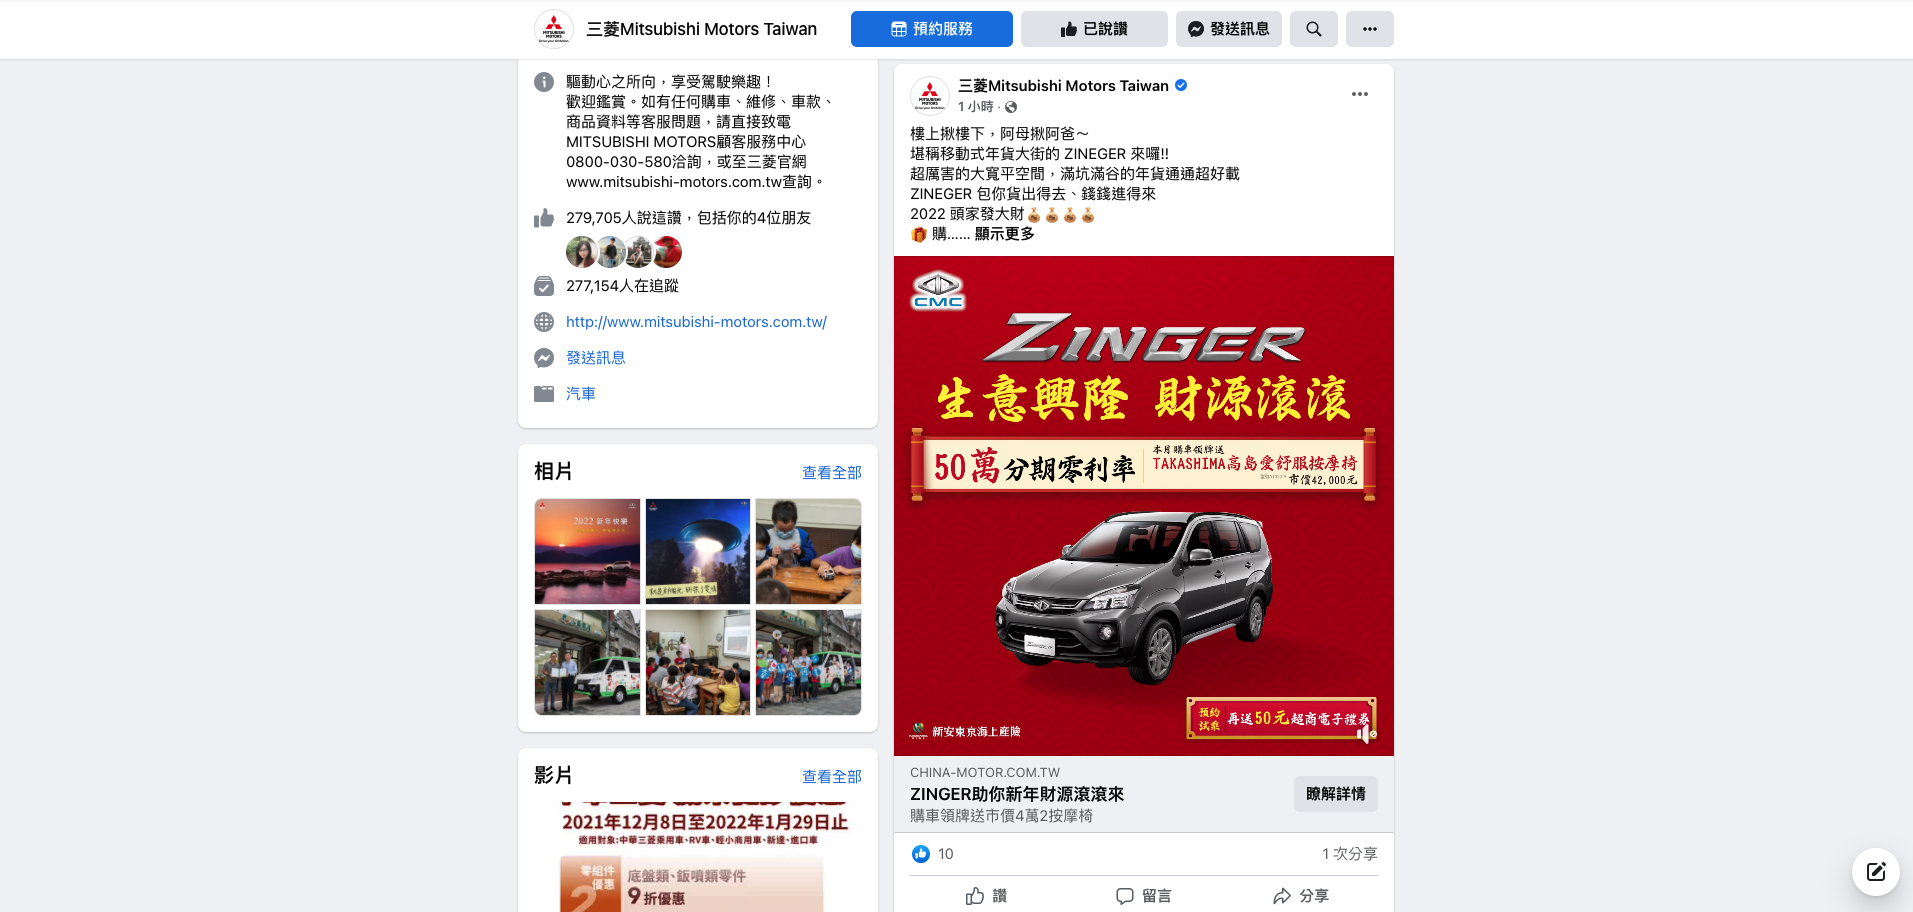 三菱Mitsubishi Motors Taiwan
預約服務
已說讚
發送訊息
驅動心之所向，享受駕駛樂趣！
歡迎鑑賞。如有任何購車、維修、車款、
商品資料等客服問題，請直接致電
MITSUBISHI MOTORS顧客服務中心
0800-030-580洽詢，或至三菱官網
www.mitsubishi-motors.com.tw查詢。
279,705人說這讚，包括你的4位朋友
277,154人在追蹤
http://www.mitsubishi-motors.com.tw/
發送訊息
汽車
相片
查看全部
2022 新年快樂
影片
查看全部
2021年12月8日至2022年1月29日止
適用對象:中華三菱乘用車、RV車、輕小商用車、新達、進口車
零組件
優惠
2
底盤類、鈑噴類零件
9折優惠
三菱Mitsubishi Motors Taiwan
1 小時 ·
樓上揪樓下，阿母揪阿爸～
堪稱移動式年貨大街的 ZINEGER 來囉!!
超厲害的大寬平空間，滿坑滿谷的年貨通通超好載
ZINEGER 包你貨出得去、錢錢進得來
2022 頭家發大財💰💰💰💰
🎁 購…… 顯示更多
CMC
ZINGER
生意興隆 財源滾滾
50萬分期零利率
本月購車領牌送
TAKASHIMA高島愛舒服按摩椅
市價42,000元
ZINGER
預約
試乘
再送50元超商電子禮券
新安東京海上產險
CHINA-MOTOR.COM.TW
ZINGER助你新年財源滾滾來
購車領牌送市價4萬2按摩椅
瞭解詳情
10
1 次分享
讚
留言
分享